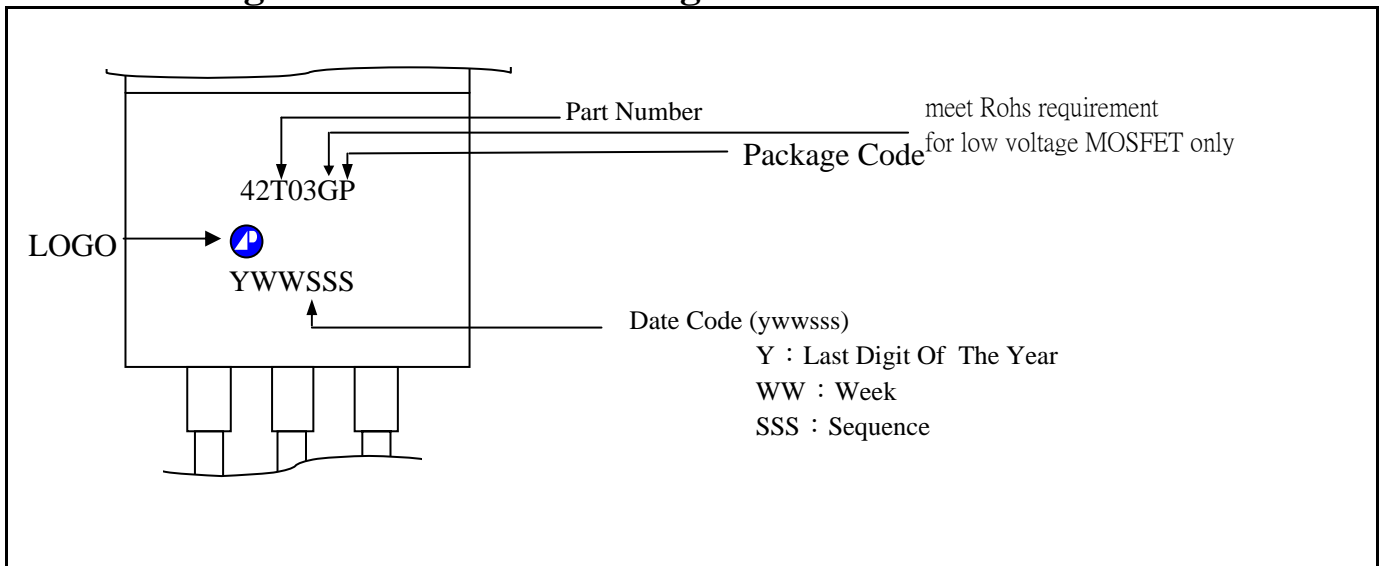 Part Number
meet Rohs requirement
for low voltage MOSFET only
Package Code
42T03GP
LOGO
YWWSSS
Date Code (ywwsss)
Y：Last Digit Of The Year
WW：Week
SSS：Sequence